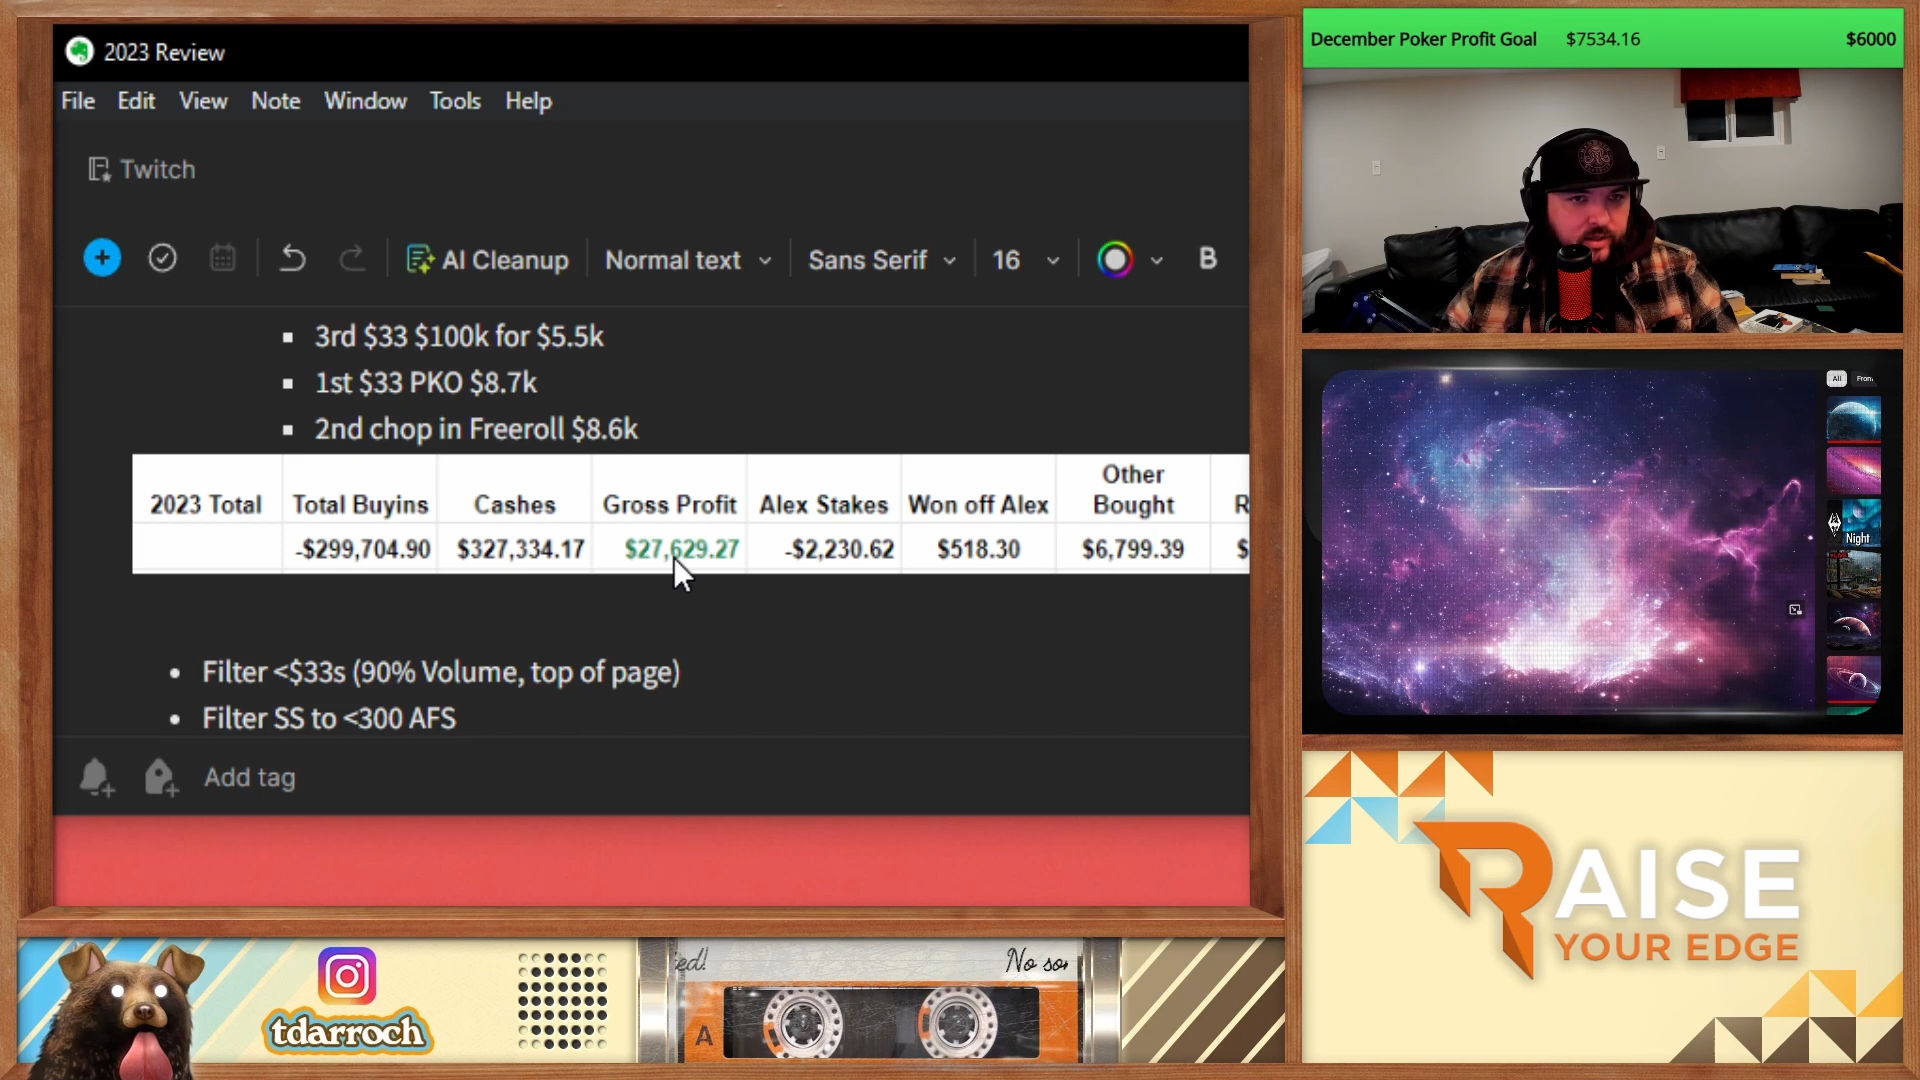 2023 Review
File Edit View Note Window Tools Help
Twitch
AI Cleanup Normal text Sans Serif 16 B
3rd $33 $100k for $5.5k
1st $33 PKO $8.7k
2nd chop in Freeroll $8.6k
2023 Total Total Buyins Cashes Gross Profit Alex Stakes Won off Alex Other Bought R
-$299,704.90 $327,334.17 $27,629.27 -$2,230.62 $518.30 $6,799.39 $
Filter <$33s (90% Volume, top of page)
Filter SS to <300 AFS
Add tag
December Poker Profit Goal $7534.16 $6000
All
Night
RAISE
YOUR EDGE
tdarroch
ed! No so
A